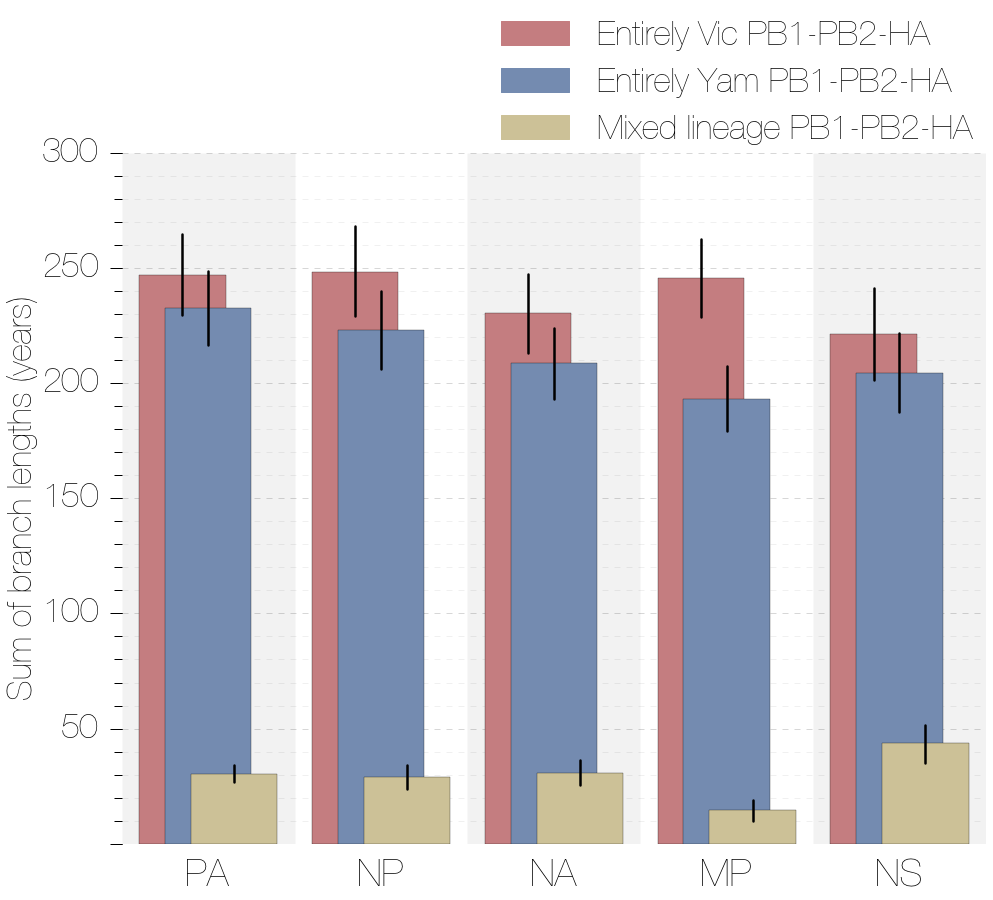 Entirely Vic PB1-PB2-HA
Entirely Yam PB1-PB2-HA
Mixed lineage PB1-PB2-HA
300
250
200
150
100
50
Sum of branch lengths (years)
PA NP NA MP NS